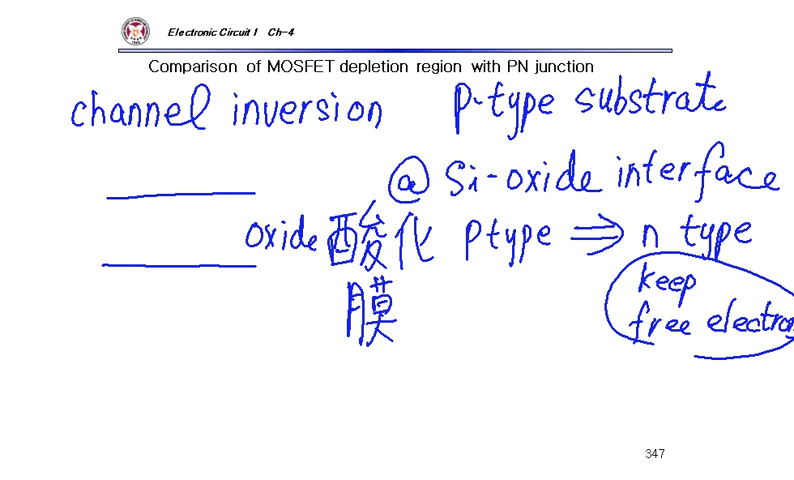 Electronic Circuit 1 Ch-4
Comparison of MOSFET depletion region with PN junction
channel inversion p-type substrate
@ Si-oxide interface
oxide 酸化 ptype ⇒ n type
膜
keep
free electron
347